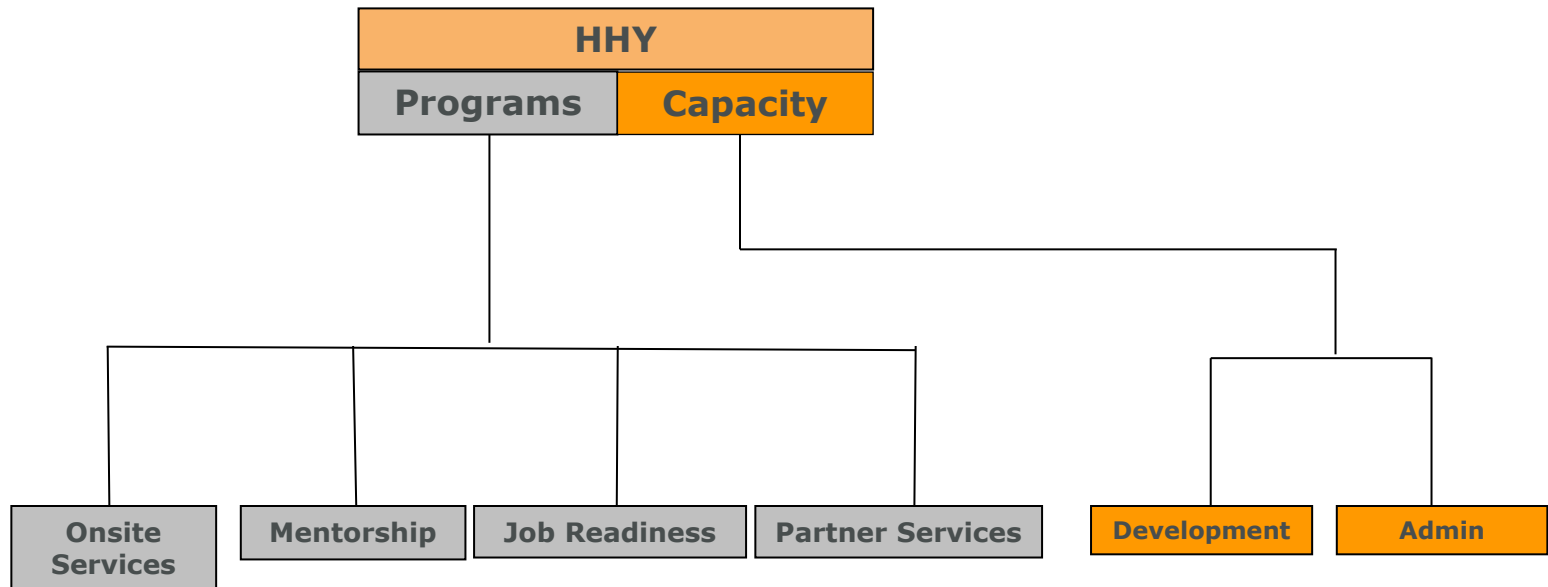 HHY
Programs
Capacity
Onsite
Services
Mentorship
Job Readiness
Partner Services
Development
Admin